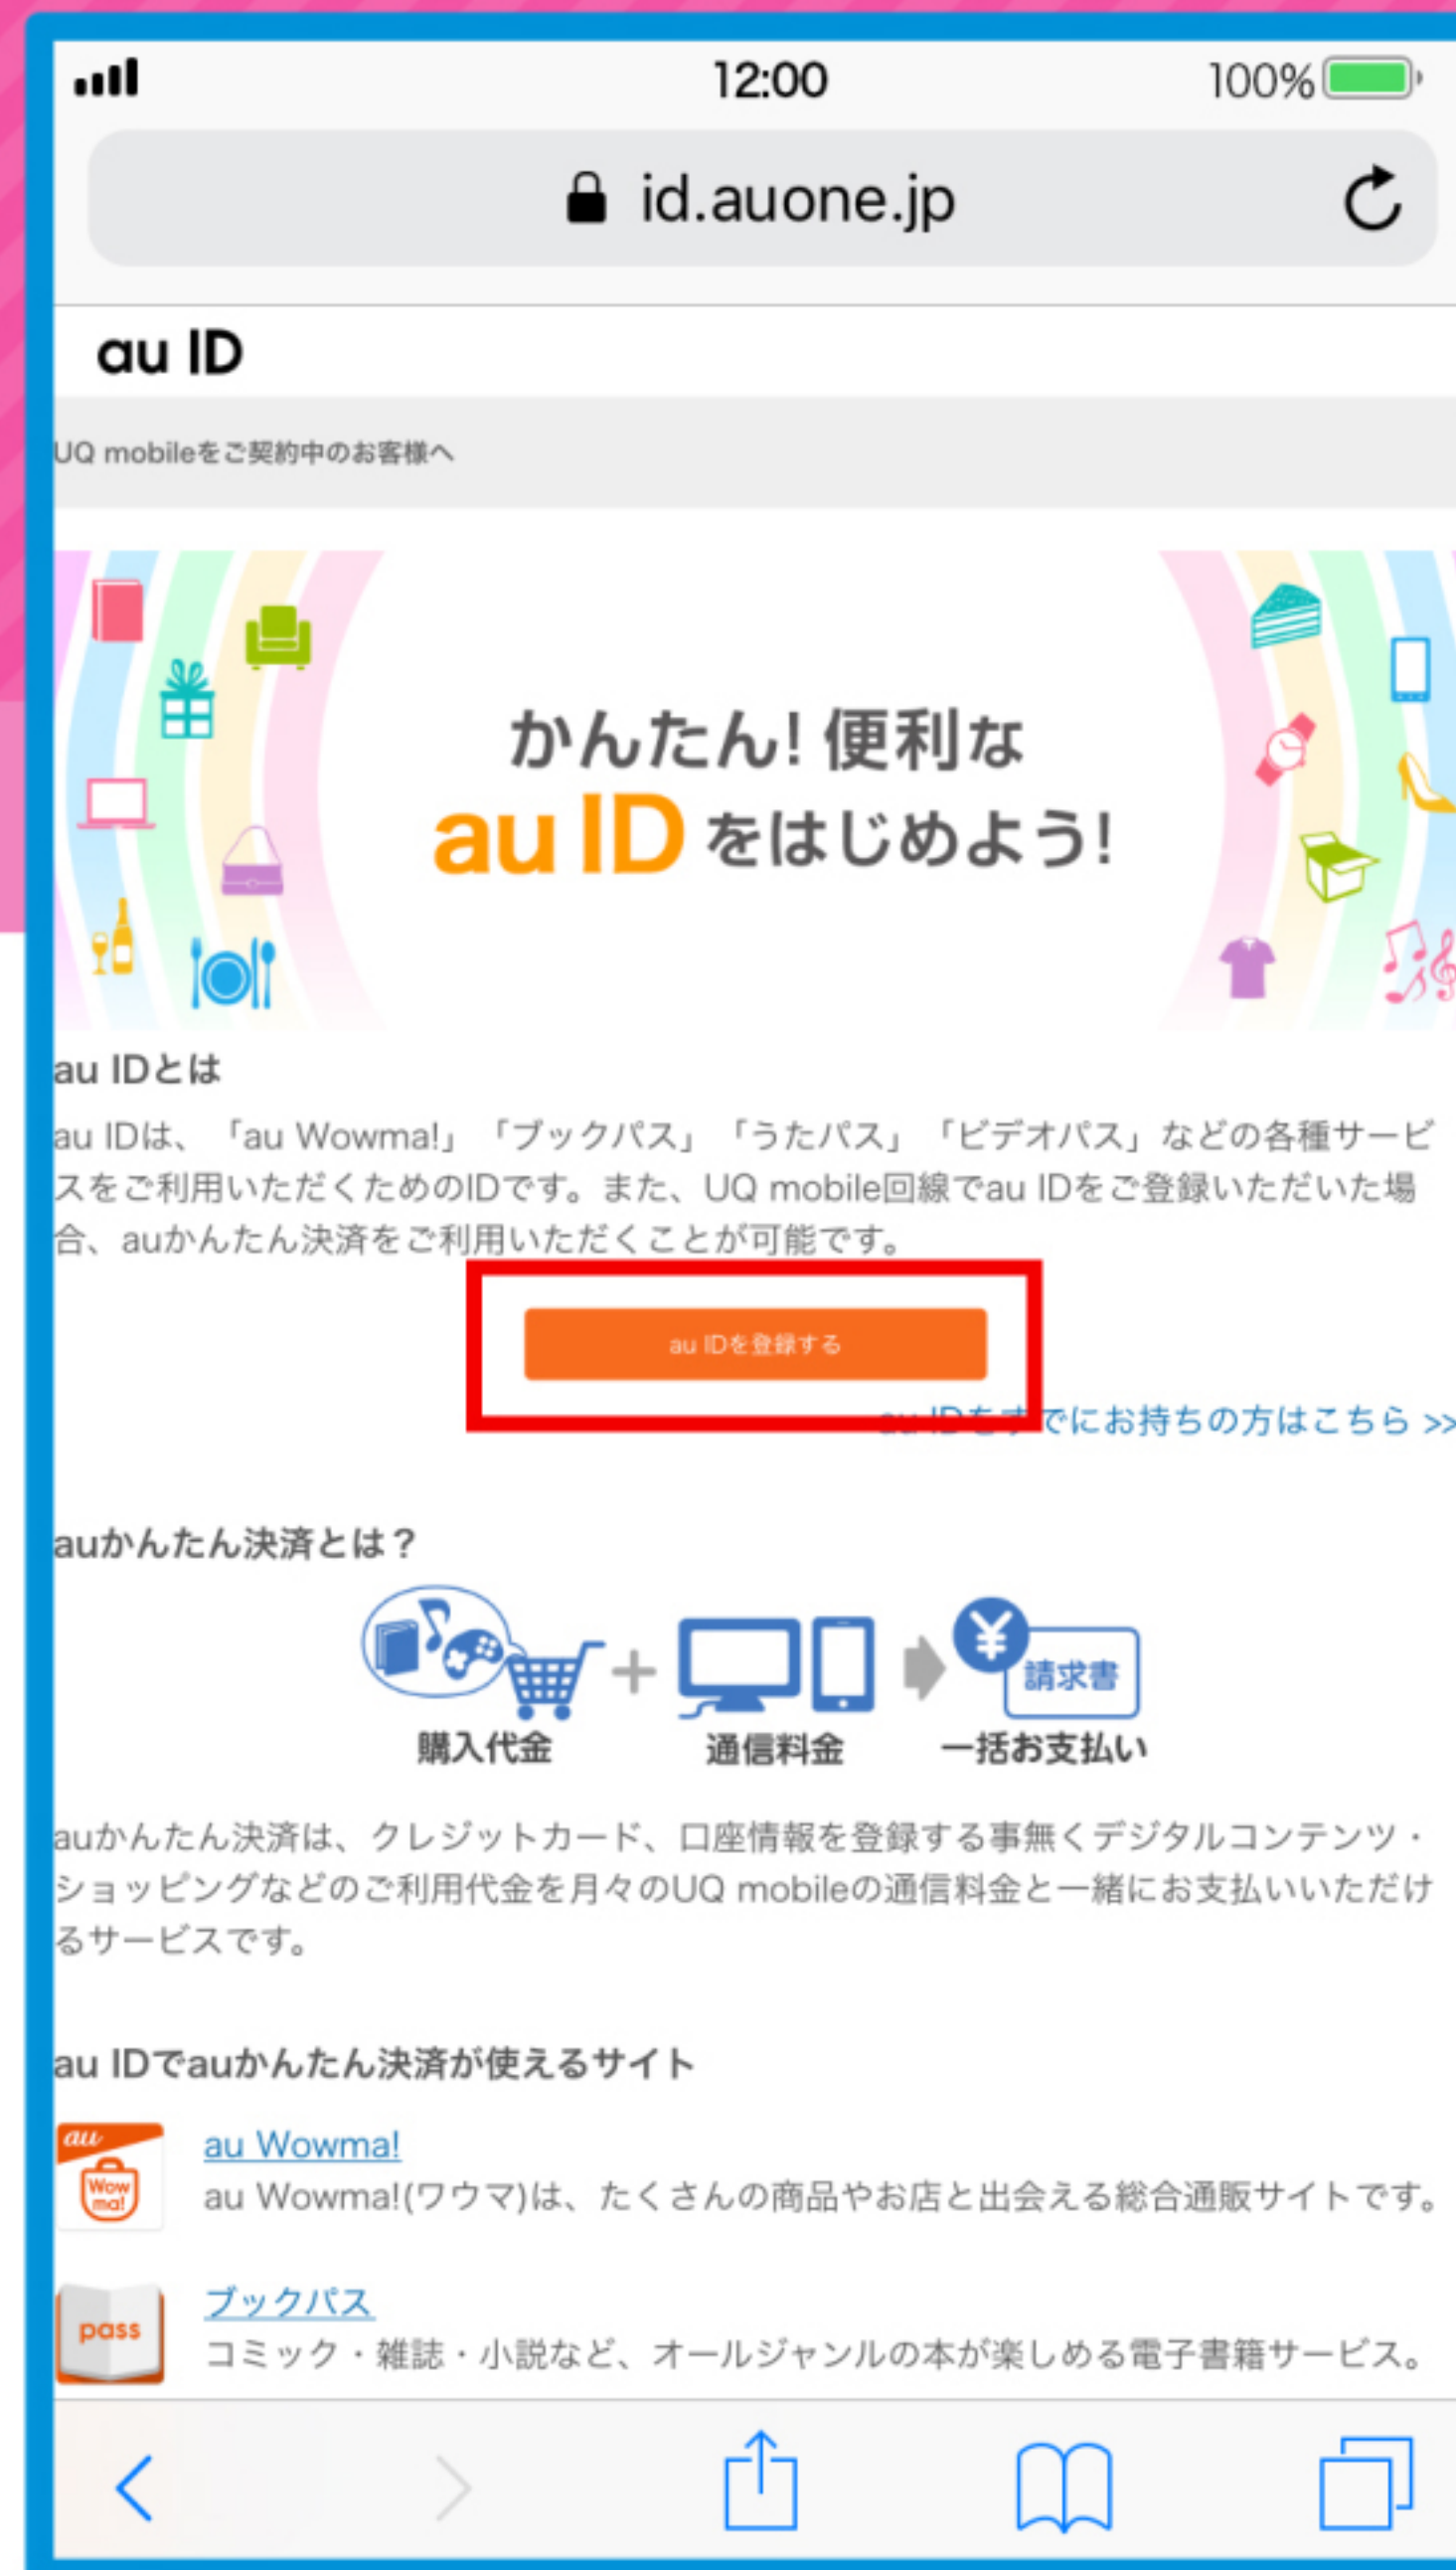 12:00
100%
id.auone.jp
au ID
UQ mobileをご契約中のお客様へ
かんたん! 便利な
au ID をはじめよう!
au IDとは
au IDは、「au Wowma!」「ブックパス」「うたパス」「ビデオパス」などの各種サービ
スをご利用いただくためのIDです。また、UQ mobile回線でau IDをご登録いただいた場
合、auかんたん決済をご利用いただくことが可能です。
au IDを登録する
au IDをすでにお持ちの方はこちら >>
auかんたん決済とは？
請求書
購入代金
通信料金
一括お支払い
auかんたん決済は、クレジットカード、口座情報を登録する事無くデジタルコンテンツ・
ショッピングなどのご利用代金を月々のUQ mobileの通信料金と一緒にお支払いいただけ
るサービスです。
au IDでauかんたん決済が使えるサイト
au
Wow
ma!
au Wowma!
au Wowma!(ワウマ)は、たくさんの商品やお店と出会える総合通販サイトです。
pass
ブックパス
コミック・雑誌・小説など、オールジャンルの本が楽しめる電子書籍サービス。